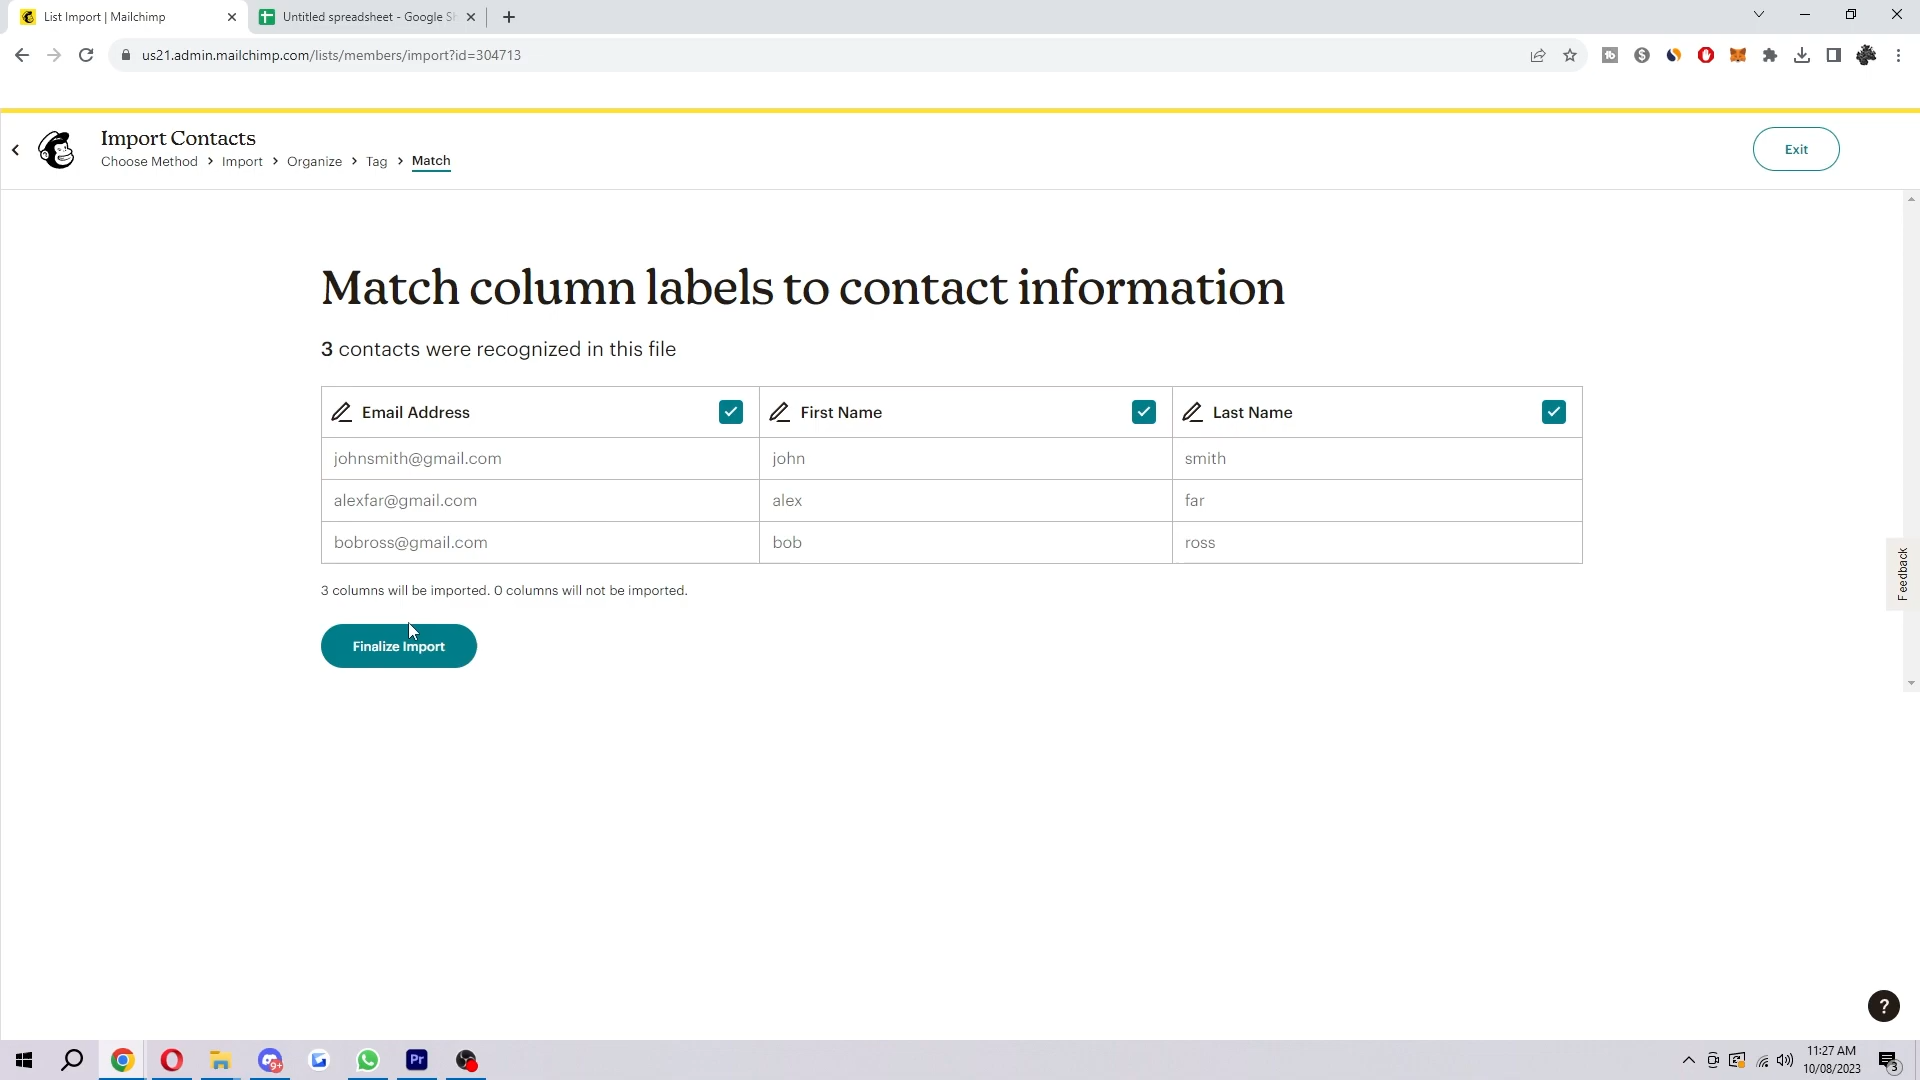 List Import | Mailchimp
Untitled spreadsheet - Google Sh
us21.admin.mailchimp.com/lists/members/import?id=304713
Import Contacts
Choose Method > Import > Organize > Tag > Match
Exit
Match column labels to contact information
3 contacts were recognized in this file
Email Address First Name Last Name
johnsmith@gmail.com john smith
alexfar@gmail.com alex far
bobross@gmail.com bob ross
3 columns will be imported. 0 columns will not be imported.
Finalize Import
Feedback
?
9+
Pr
11:27 AM
10/08/2023
3